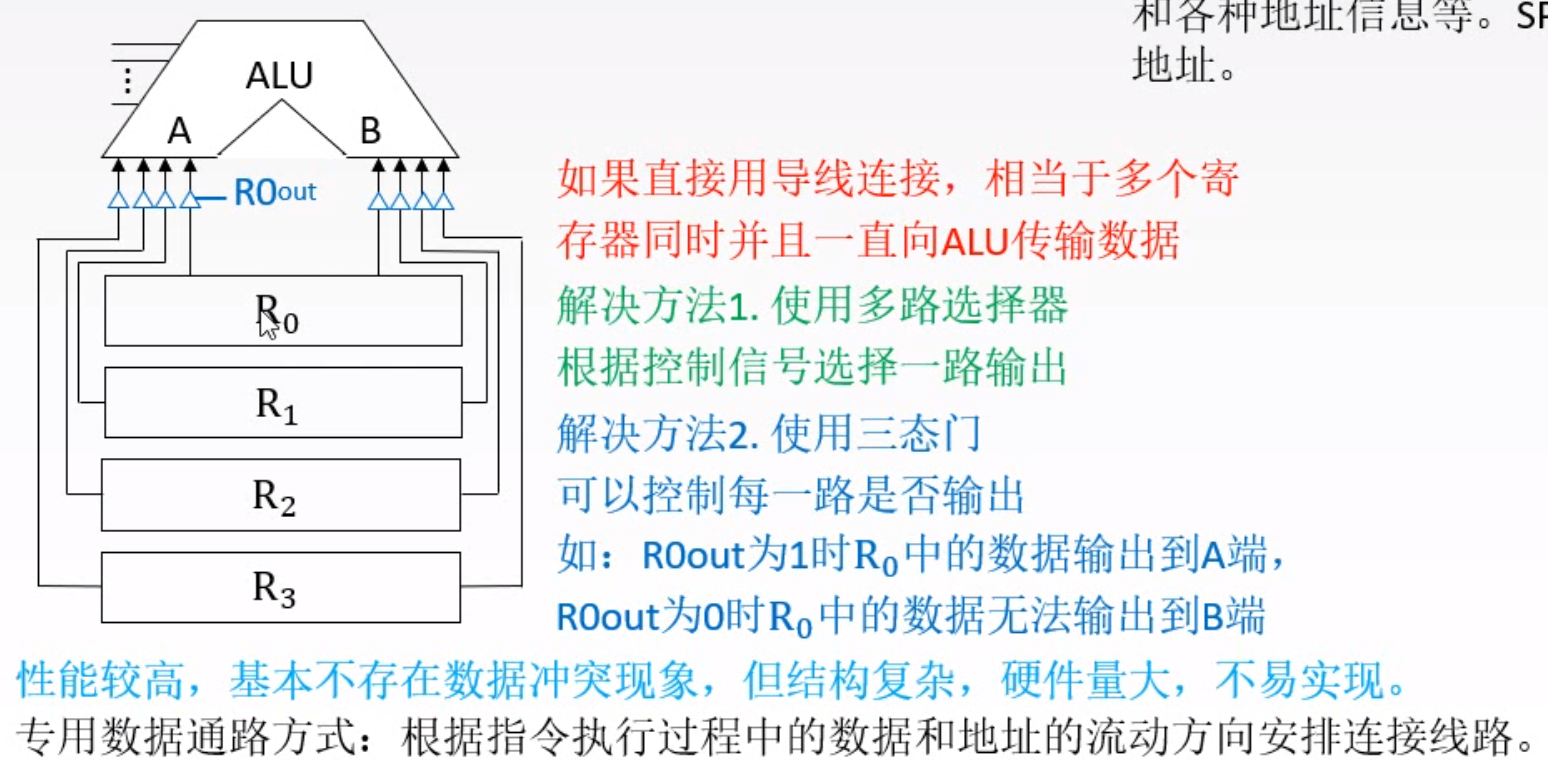 和各种地址信息等。SP
地址。
ALU
A
B
R0out
如果直接用导线连接，相当于多个寄
存器同时并且一直向ALU传输数据
解决方法1. 使用多路选择器
根据控制信号选择一路输出
解决方法2. 使用三态门
可以控制每一路是否输出
如：R0out为1时R₀中的数据输出到A端，
R0out为0时R₀中的数据无法输出到B端
R₀
R₁
R₂
R₃
性能较高，基本不存在数据冲突现象，但结构复杂，硬件量大，不易实现。
专用数据通路方式：根据指令执行过程中的数据和地址的流动方向安排连接线路。